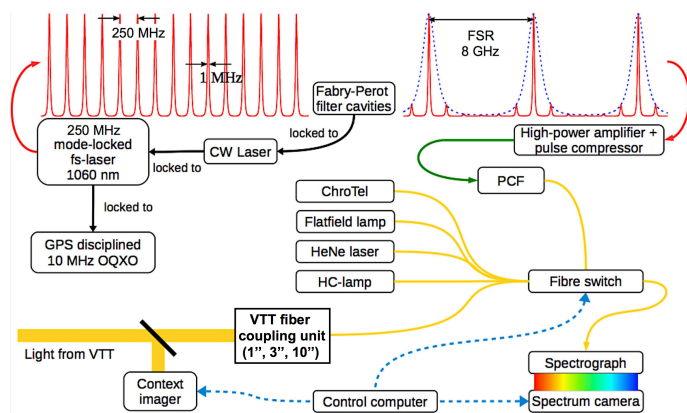 250 MHz
1 MHz
FSR
8 GHz
Fabry-Perot
filter cavities
250 MHz
mode-locked
fs-laser
1060 nm
locked to
CW Laser
locked to
High-power amplifier +
pulse compressor
locked to
PCF
ChroTel
Flatfield lamp
GPS disciplined
10 MHz OQXO
HeNe laser
HC-lamp
Fibre switch
VTT fiber
coupling unit
(1”, 3”, 10”)
Light from VTT
Spectrograph
Context
imager
Control computer
Spectrum camera